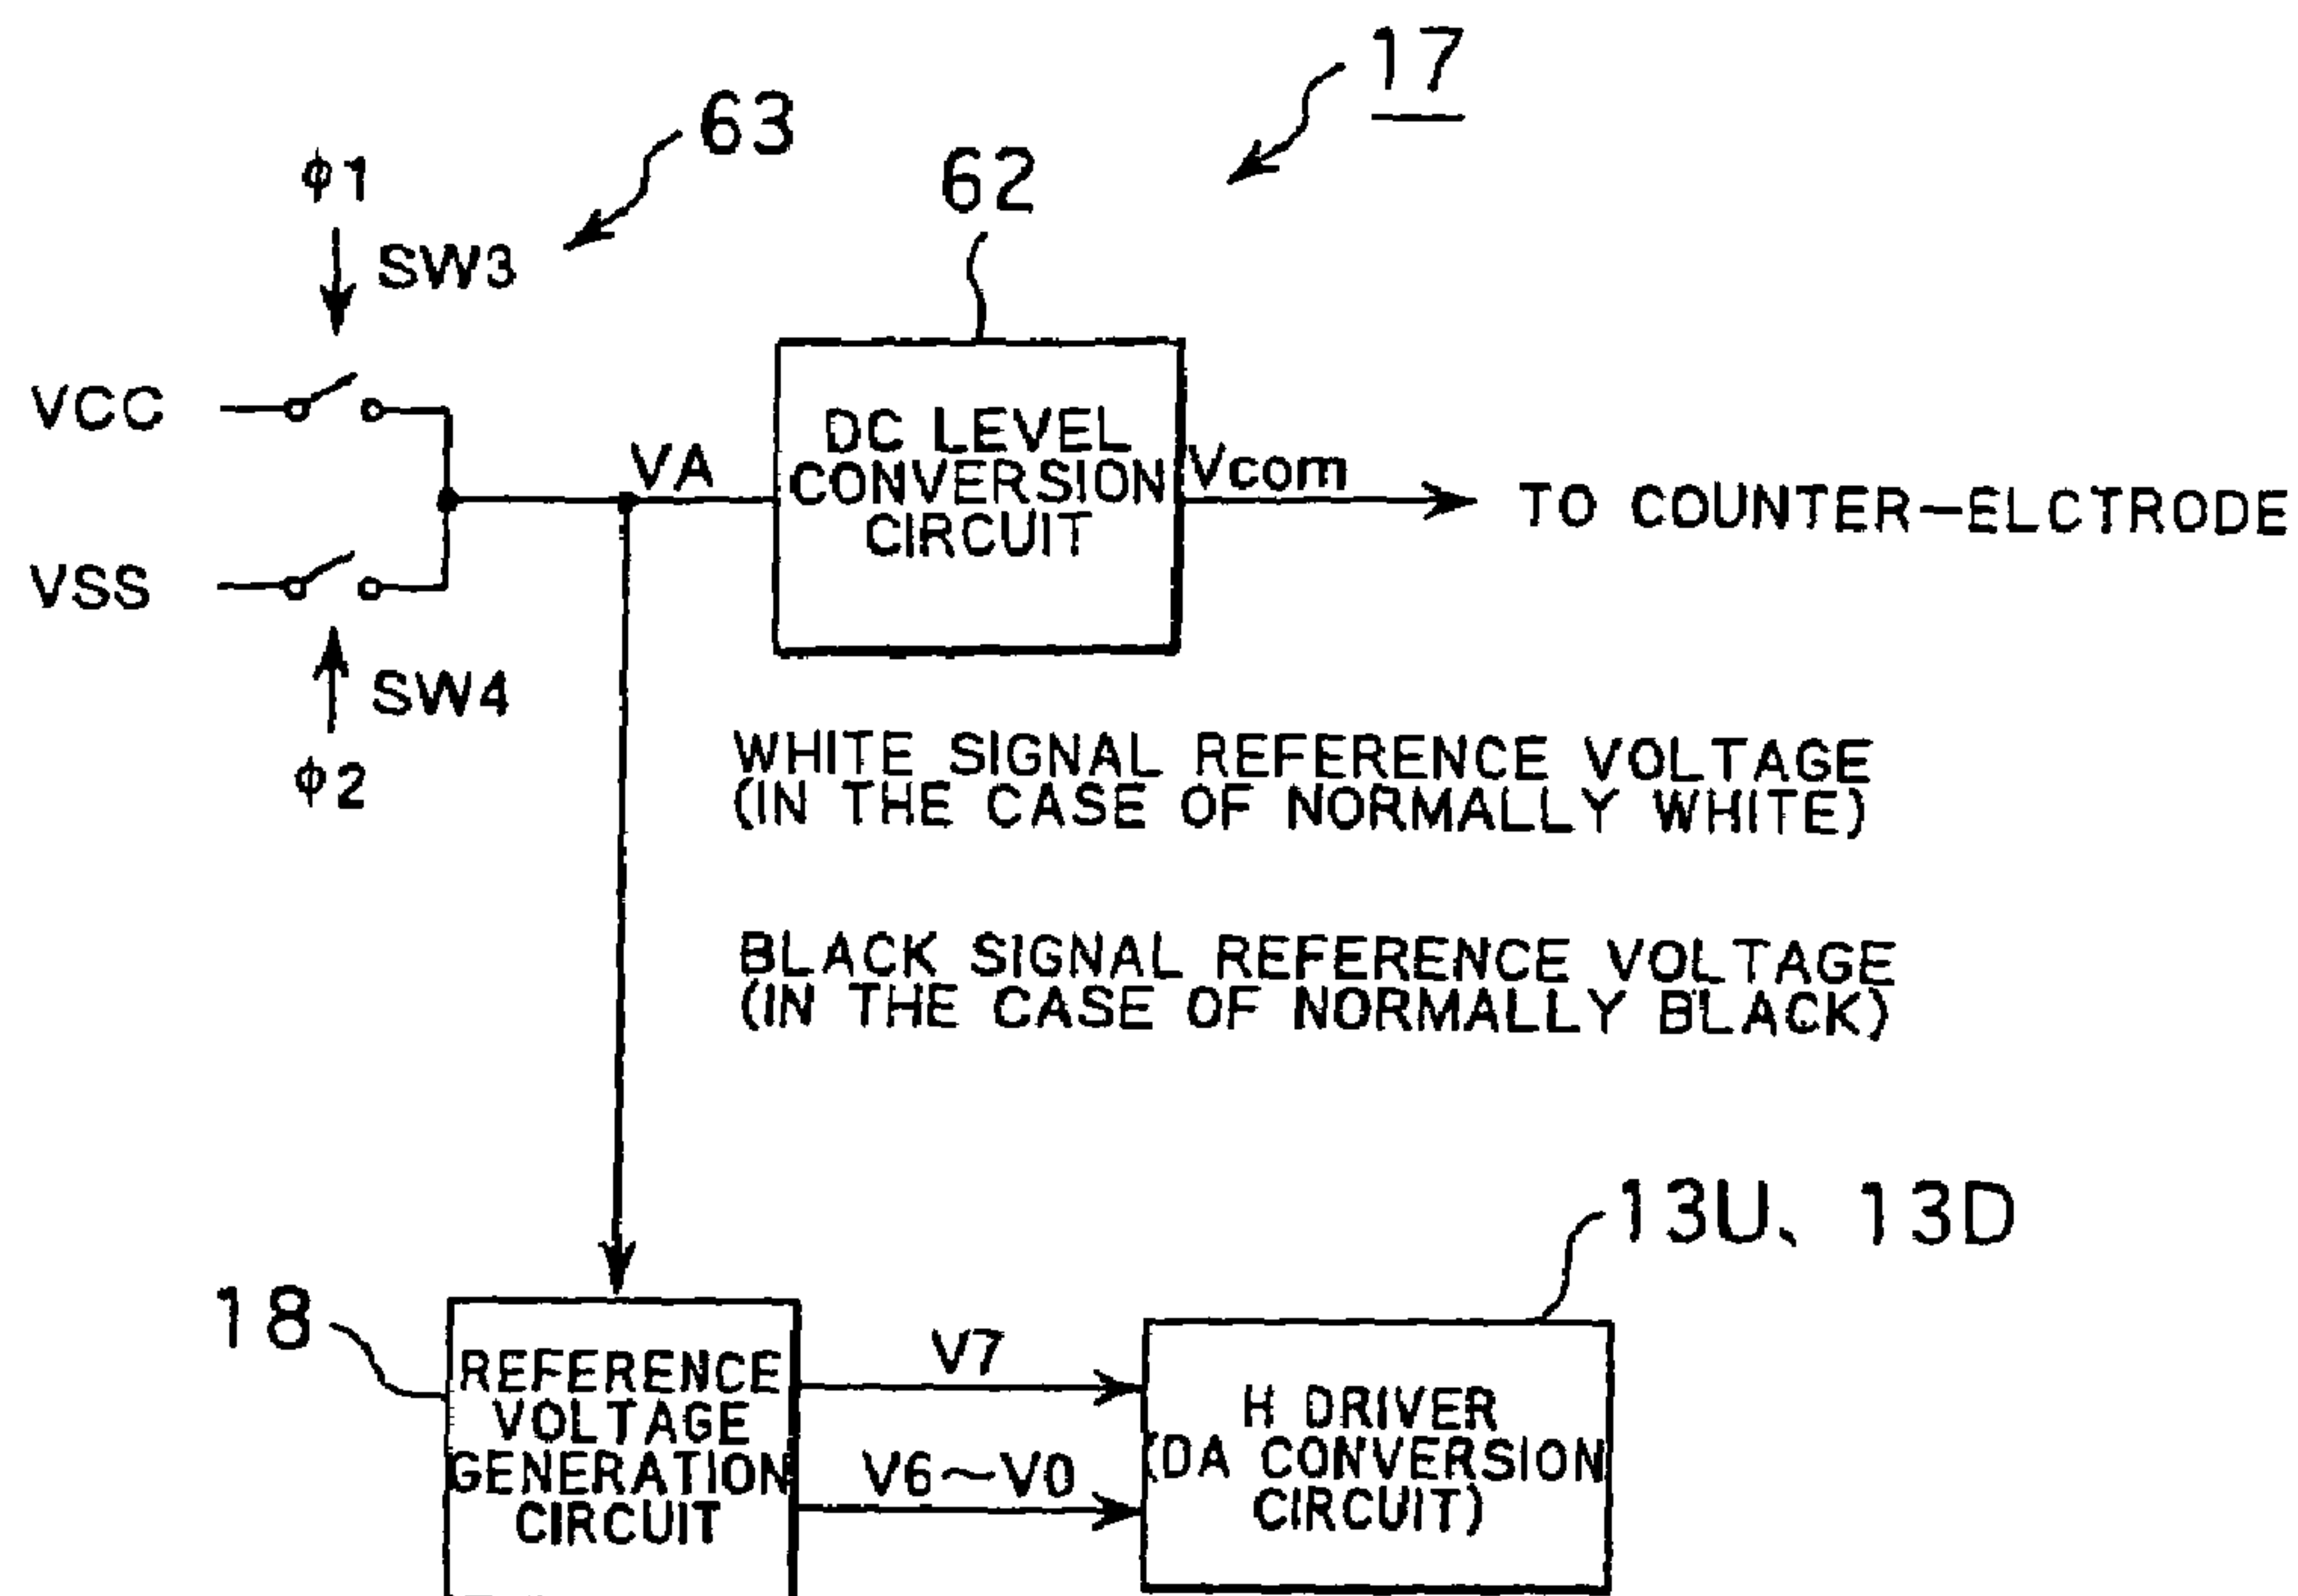 17
63
62
φ1
SW3
VCC
VA
DC LEVEL
CONVERSION
CIRCUIT
Vcom
TO COUNTER-ELCTRODE
VSS
SW4
φ2
WHITE SIGNAL REFERENCE VOLTAGE
(IN THE CASE OF NORMALLY WHITE)
BLACK SIGNAL REFERENCE VOLTAGE
(IN THE CASE OF NORMALLY BLACK)
13U、13D
18
REFERENCE
VOLTAGE
GENERATION
CIRCUIT
V7
V6~V0
H DRIVER
(DA CONVERSION
CIRCUIT)